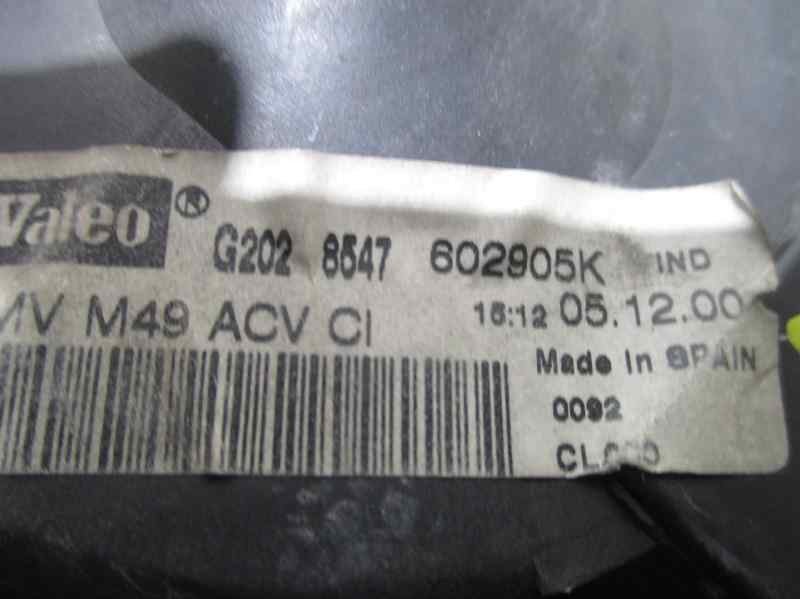 Valeo ® G202 8547 602905K IND
MV M49 ACV CI 15:12 05.12.00
Made In SPAIN
0092